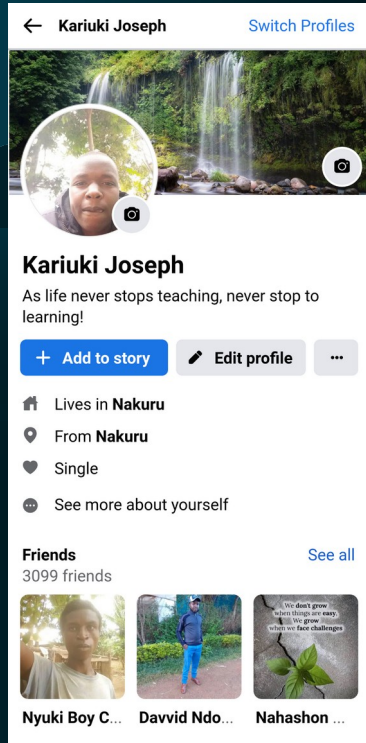 Kariuki Joseph Switch Profiles
Kariuki Joseph
As life never stops teaching, never stop to
learning!
+ Add to story Edit profile ...
Lives in Nakuru
From Nakuru
Single
See more about yourself
Friends See all
3099 friends
We don't grow
when things are easy,
We grow
when we face challenges
Nyuki Boy C... Davvid Ndo... Nahashon ...